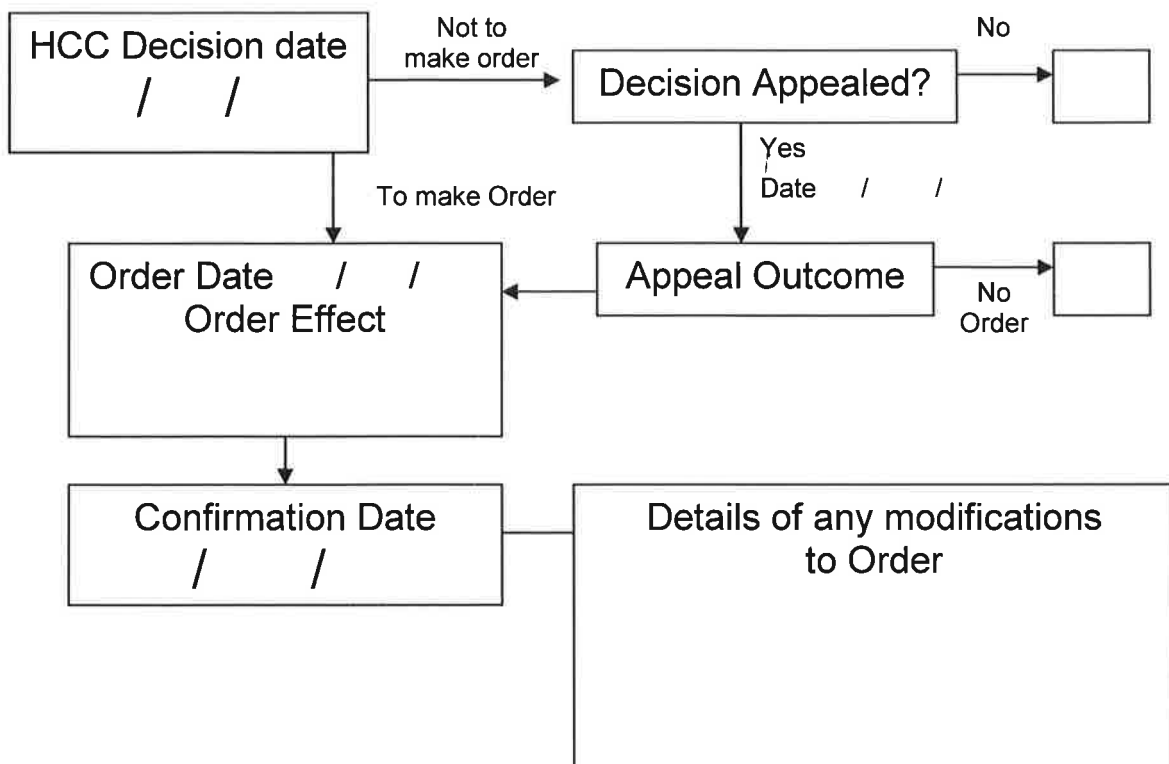 HCC Decision date
/ /
Not to
make order
Decision Appealed?
No
Yes
Date / /
To make Order
Order Date / /
Order Effect
Appeal Outcome
No
Order
Confirmation Date
/ /
Details of any modifications
to Order